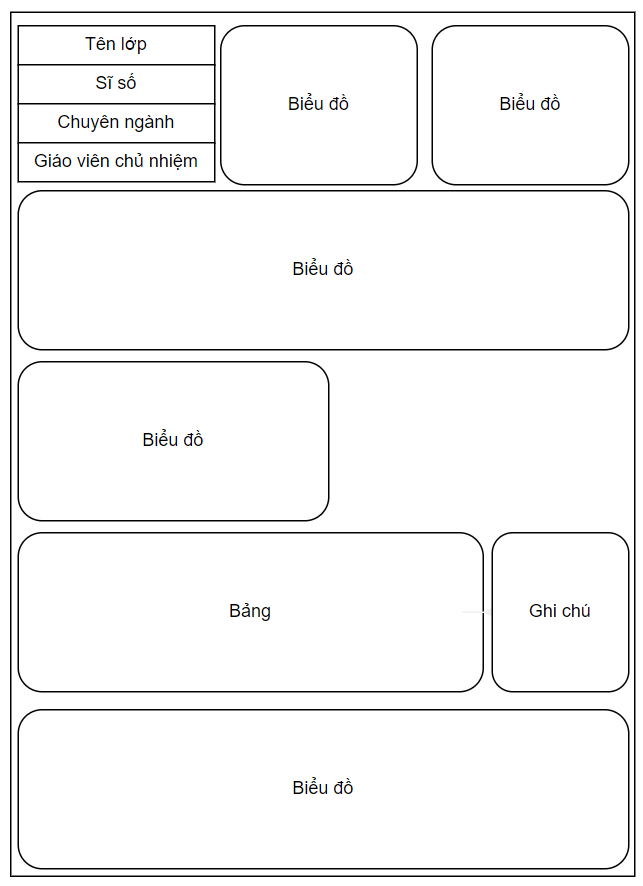 Tên lớp
Sĩ số
Chuyên ngành
Giáo viên chủ nhiệm
Biểu đồ
Biểu đồ
Biểu đồ
Biểu đồ
Bảng
Ghi chú
Biểu đồ